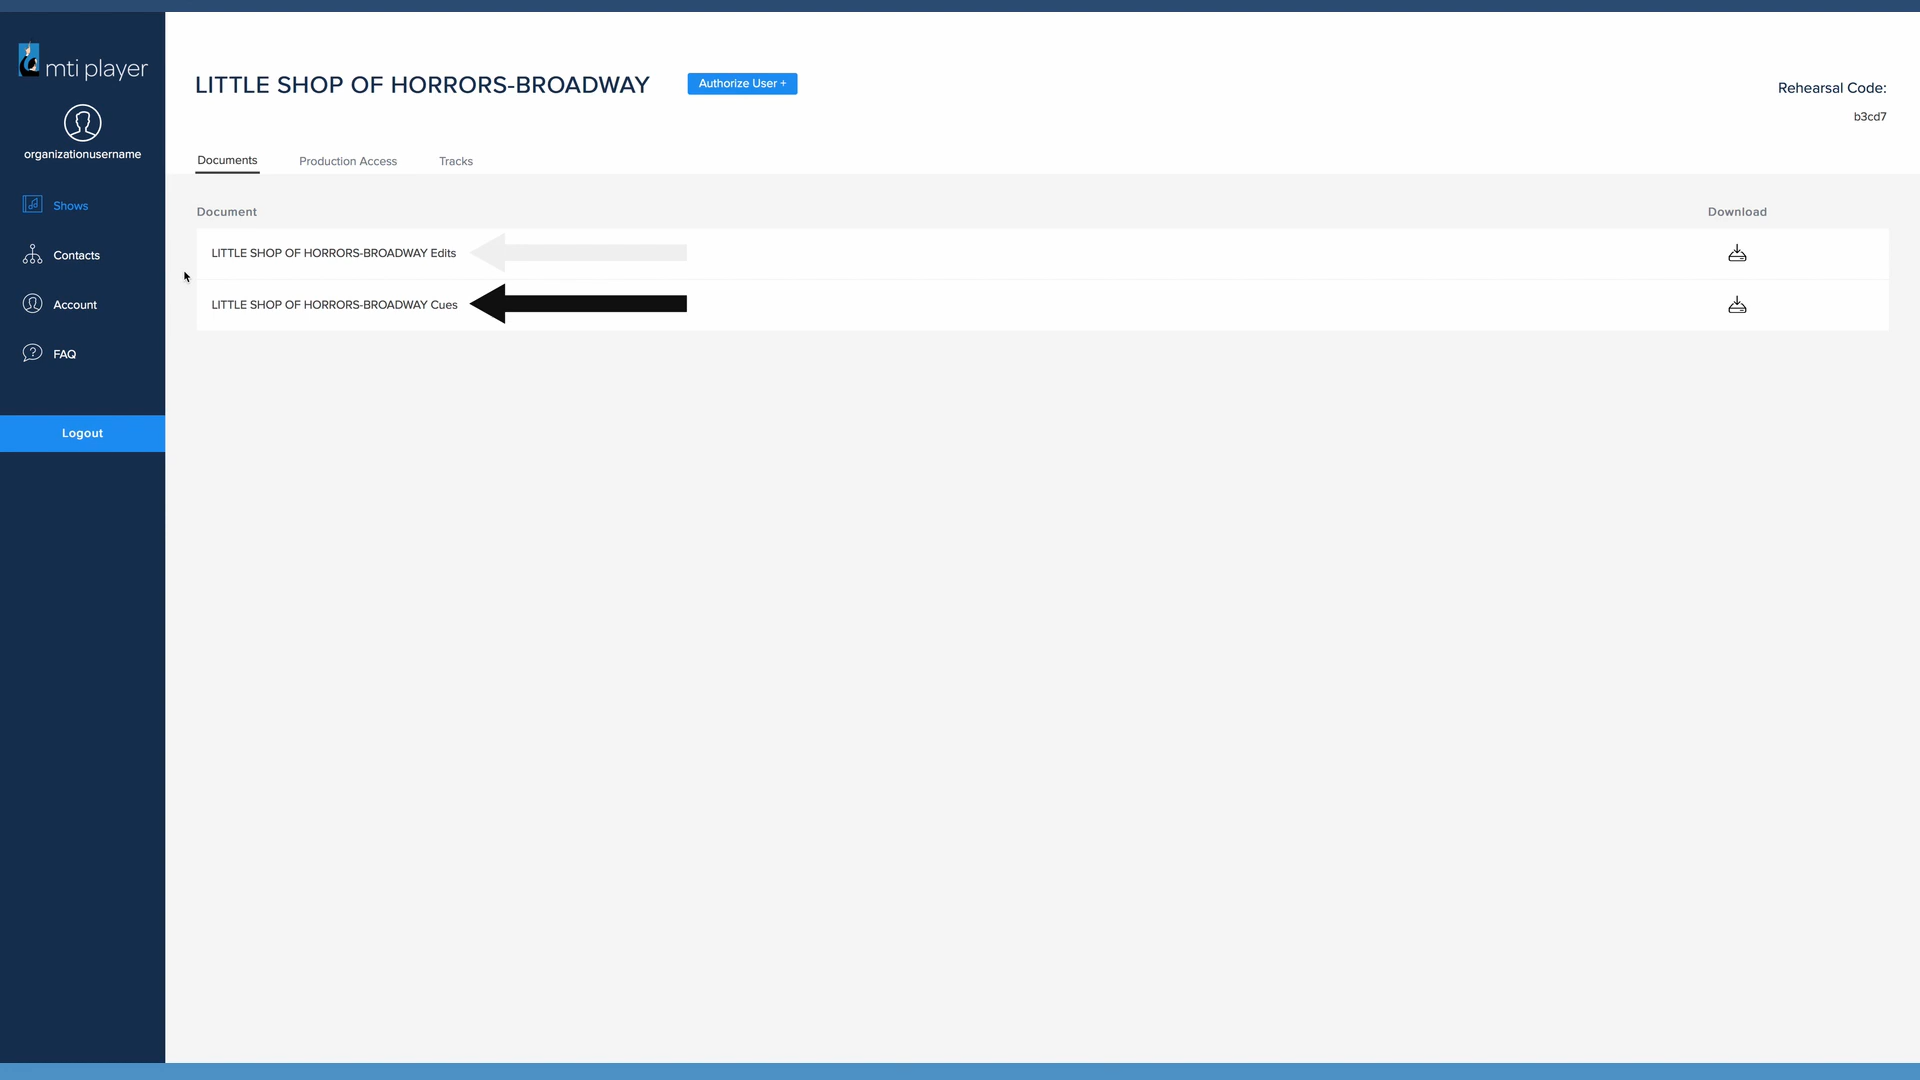 mti player
organizationusername
Shows
Contacts
Account
FAQ
Logout
LITTLE SHOP OF HORRORS-BROADWAY
Authorize User +
Rehearsal Code:
b3cd7
Documents Production Access Tracks
Document Download
LITTLE SHOP OF HORRORS-BROADWAY Edits
LITTLE SHOP OF HORRORS-BROADWAY Cues